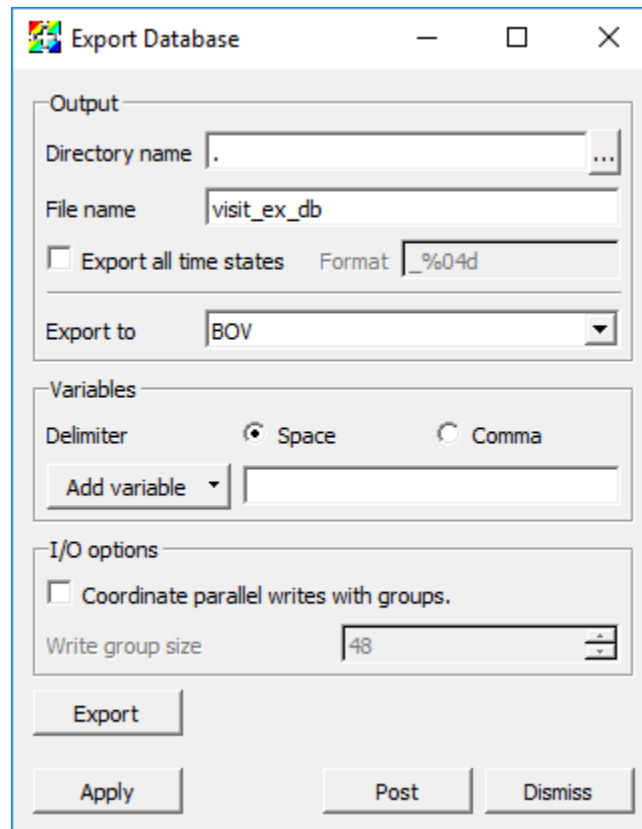 Export Database
Output
Directory name . ...
File name visit_ex_db
Export all time states Format _%04d
Export to BOV
Variables
Delimiter Space Comma
Add variable
I/O options
Coordinate parallel writes with groups.
Write group size 48
Export
Apply Post Dismiss